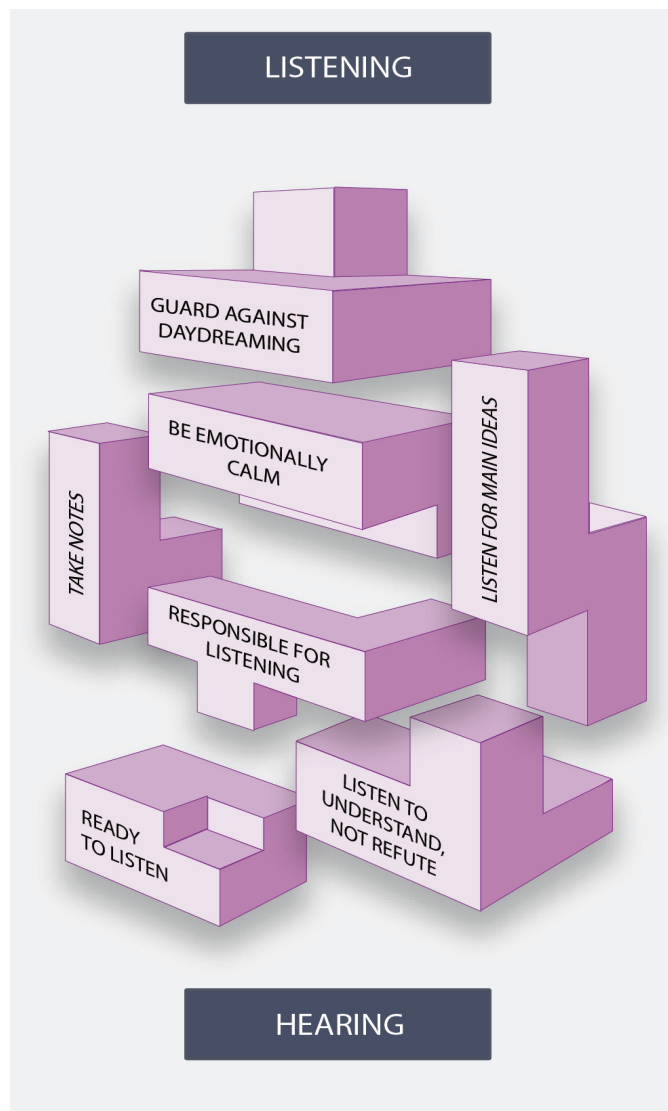 LISTENING
GUARD AGAINST
DAYDREAMING
BE EMOTIONALLY
CALM
LISTEN FOR MAIN IDEAS
TAKE NOTES
RESPONSIBLE FOR
LISTENING
LISTEN TO
UNDERSTAND,
NOT REFUTE
READY
TO LISTEN
HEARING